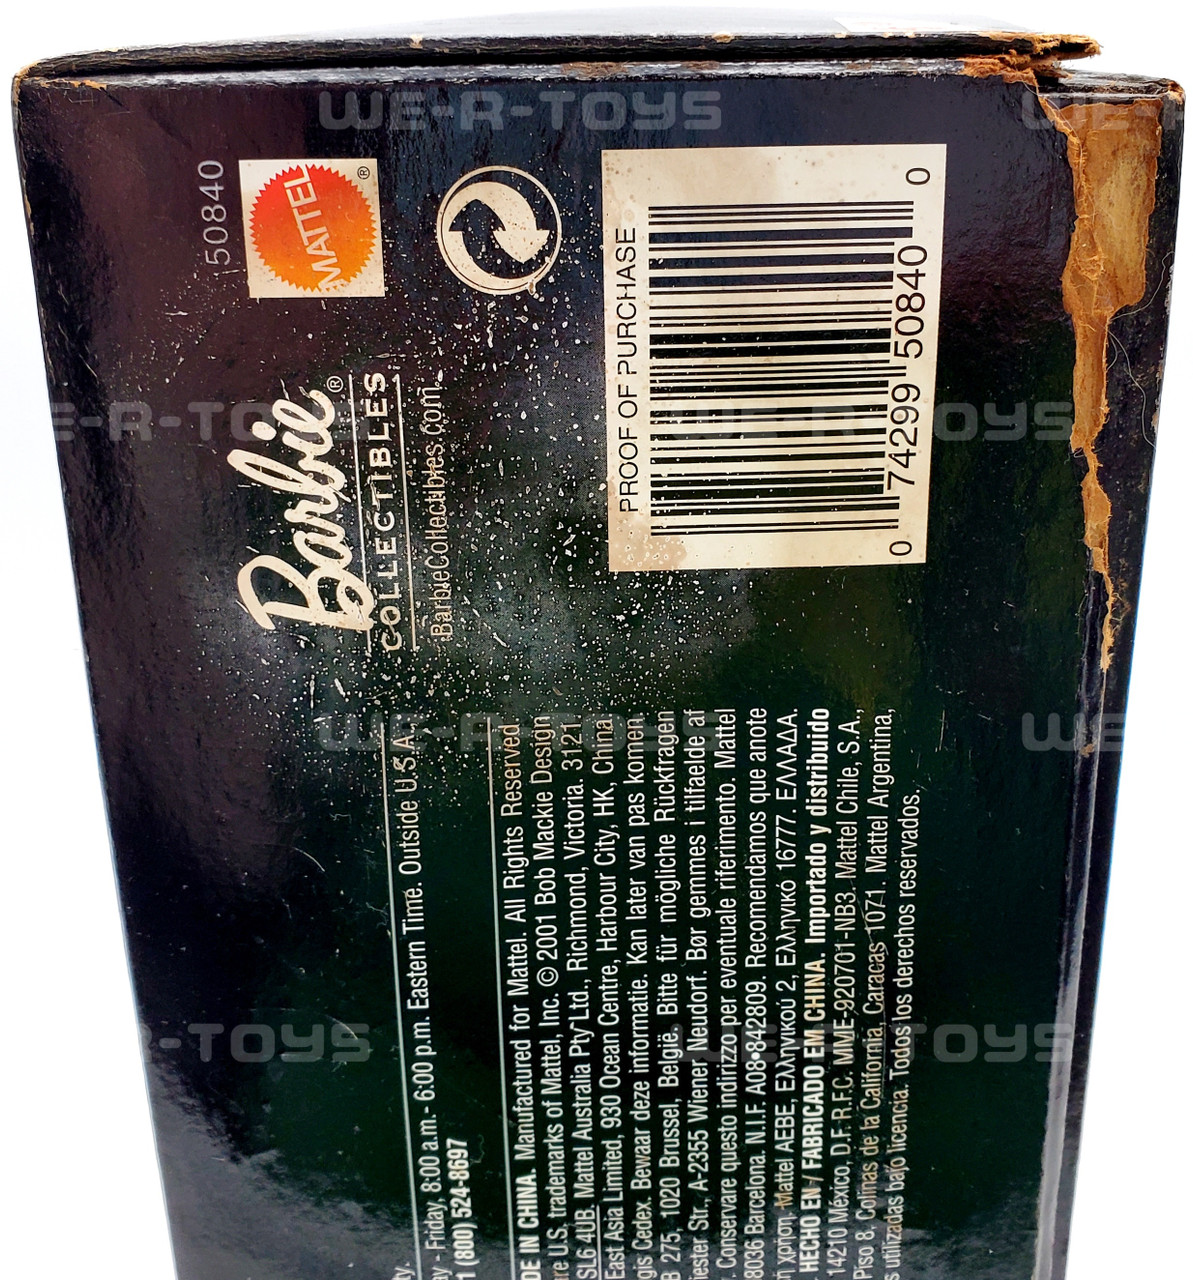 WE-R-TOYS
50840
MATTEL®
Barbie®
COLLECTIBLES
BarbieCollectibles.com
PROOF OF PURCHASE
0 74299 50840 0
- Friday, 8:00 a.m.- 6:00 p.m. Eastern Time. Outside U.S.A.,
1 (800) 524-8697
IN CHINA. Manufactured for Mattel. All Rights Reserved.
U.S. trademarks of Mattel, Inc. © 2001 Bob Mackie Design
SL6 4UB. Mattel Australia Pty Ltd., Richmond, Victoria. 3121.
East Asia Limited, 930 Ocean Centre, Harbour City, HK, China
Cedex. Bewaar deze informatie. Kan later van pas komen.
275, 1020 Brussel, België. Bitte für mögliche Rückfragen
Str., A-2355 Wiener Neudorf. Bør gemmes i tilfaelde af
Conservare questo indirizzo per eventuale riferimento. Mattel
8036 Barcelona. N.I.F. A08-842809. Recomendamos que anote
χρηση. Mattel AEBE, Ελληνικού 2, Ελληνικό 16777 ΕΛΛΑΔΑ.
HECHO EN / FABRICADO EM CHINA. Importado y distribuido
14210 México, D.F. R.F.C. MME-920701-NB3. Mattel Chile, S.A.,
Piso 8, Colinas de la California, Caracas 1071. Mattel Argentina,
utilizadas bajo licencia. Todos los derechos reservados.